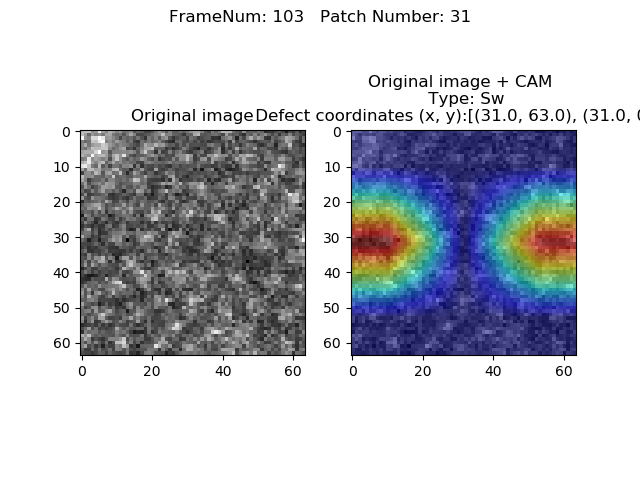 FrameNum: 103   Patch Number: 31
Original image + CAM
Type: Sw
Original image
Defect coordinates (x, y):[(31.0, 63.0), (31.0, 0
0
10
20
30
40
50
60
0 20 40 60
0
10
20
30
40
50
60
0 20 40 60